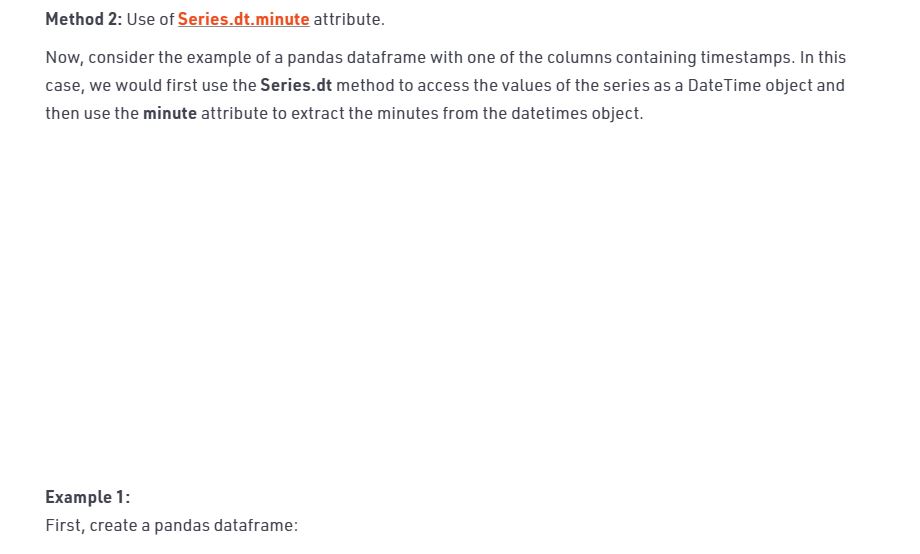 Method 2: Use of Series.dt.minute attribute.
Now, consider the example of a pandas dataframe with one of the columns containing timestamps. In this
case, we would first use the Series.dt method to access the values of the series as a DateTime object and
then use the minute attribute to extract the minutes from the datetimes object.
Example 1:
First, create a pandas dataframe: